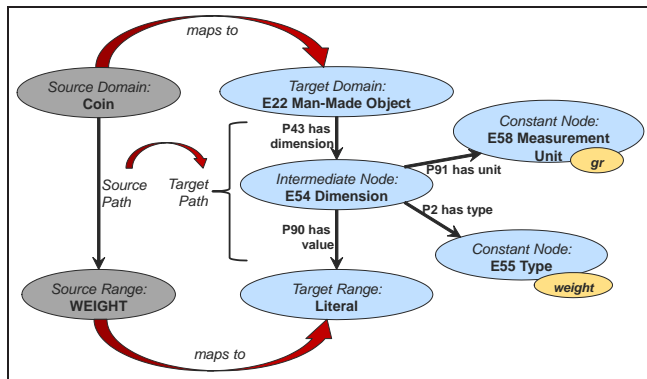 maps to
Source Domain:
Coin
Target Domain:
E22 Man-Made Object
P43 has
dimension
Constant Node:
E58 Measurement
Unit
gr
P91 has unit
Source
Path
Target
Path
Intermediate Node:
E54 Dimension
P2 has type
P90 has
value
Constant Node:
E55 Type
weight
Source Range:
WEIGHT
Target Range:
Literal
maps to